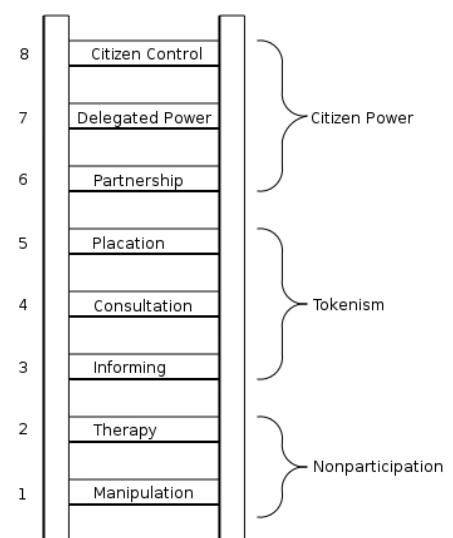 8 Citizen Control
7 Delegated Power
Citizen Power
6 Partnership
5 Placation
4 Consultation
Tokenism
3 Informing
2 Therapy
Nonparticipation
1 Manipulation